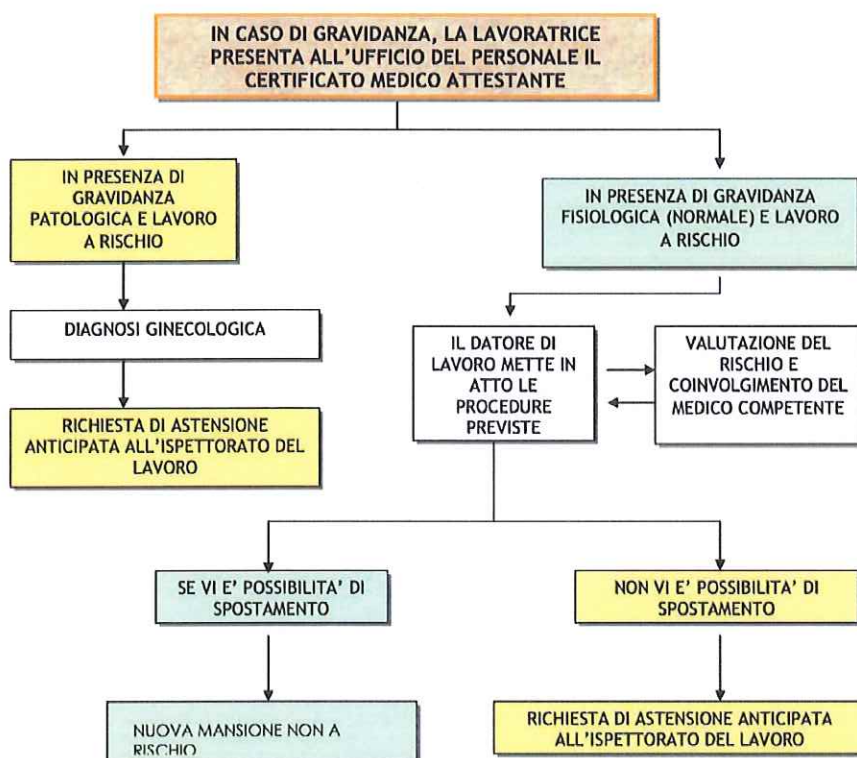 IN CASO DI GRAVIDANZA, LA LAVORATRICE
PRESENTA ALL'UFFICIO DEL PERSONALE IL
CERTIFICATO MEDICO ATTESTANTE
IN PRESENZA DI
GRAVIDANZA
PATOLOGICA E LAVORO
A RISCHIO
IN PRESENZA DI GRAVIDANZA
FISIOLOGICA (NORMALE) E LAVORO
A RISCHIO
DIAGNOSI GINECOLOGICA
IL DATORE DI
LAVORO METTE IN
ATTO LE
PROCEDURE
PREVISTE
VALUTAZIONE DEL
RISCHIO E
COINVOLGIMENTO DEL
MEDICO COMPETENTE
RICHIESTA DI ASTENSIONE
ANTICIPATA ALL'ISPETTORATO DEL
LAVORO
SE VI E' POSSIBILITA' DI
SPOSTAMENTO
NON VI E' POSSIBILITA' DI
SPOSTAMENTO
NUOVA MANSIONE NON A
RISCHIO
RICHIESTA DI ASTENSIONE ANTICIPATA
ALL'ISPETTORATO DEL LAVORO